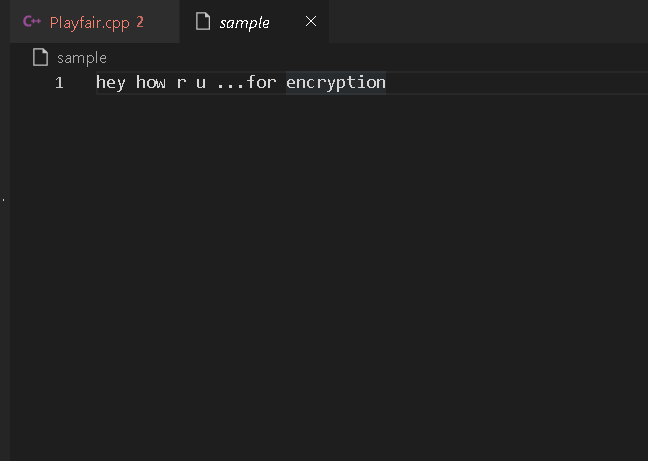 C++ Playfair.cpp 2 sample
sample
1 hey how r u ...for encryption